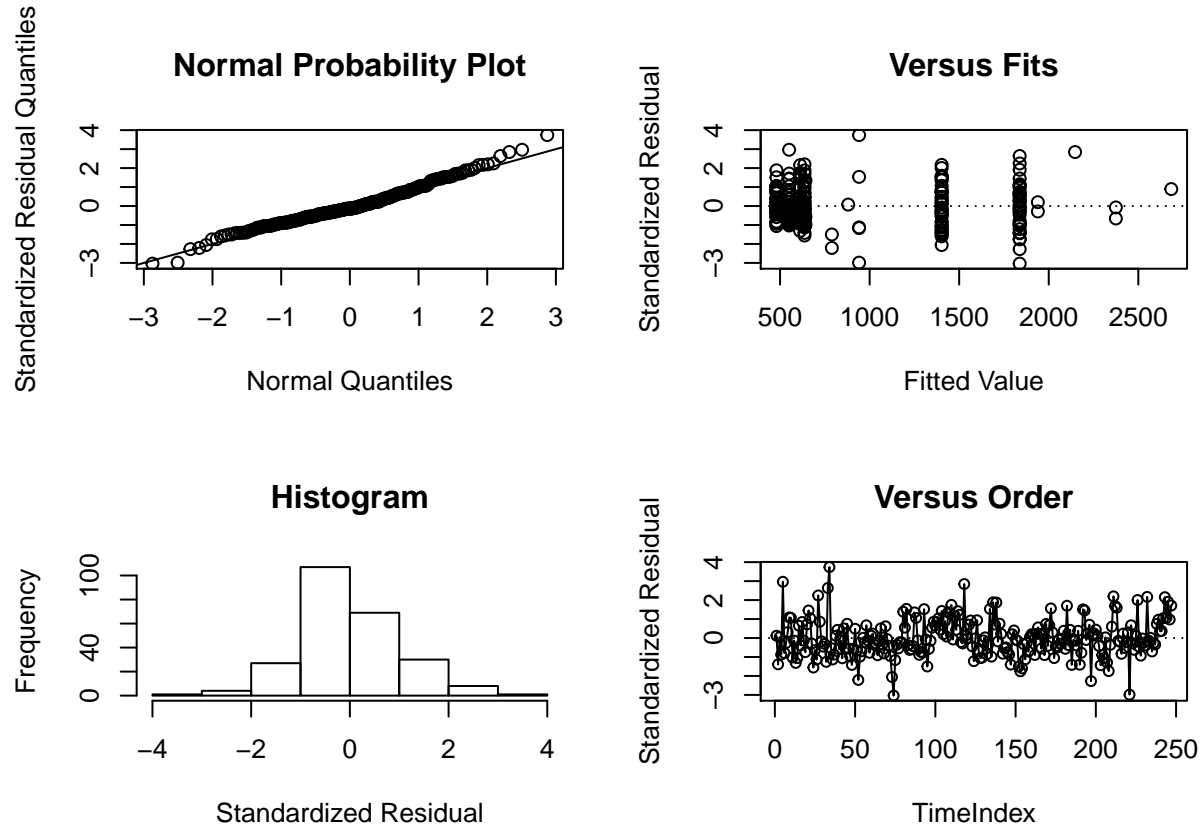 Normal Probability Plot
Standardized Residual Quantiles
4
2
0
−3
−3 −2 −1 0 1 2 3
Normal Quantiles
Versus Fits
Standardized Residual
4
2
0
−3
500 1000 1500 2000 2500
Fitted Value
Histogram
Frequency
100
40
0
−4 −2 0 2 4
Standardized Residual
Versus Order
Standardized Residual
4
2
0
−3
0 50 100 150 200 250
TimeIndex